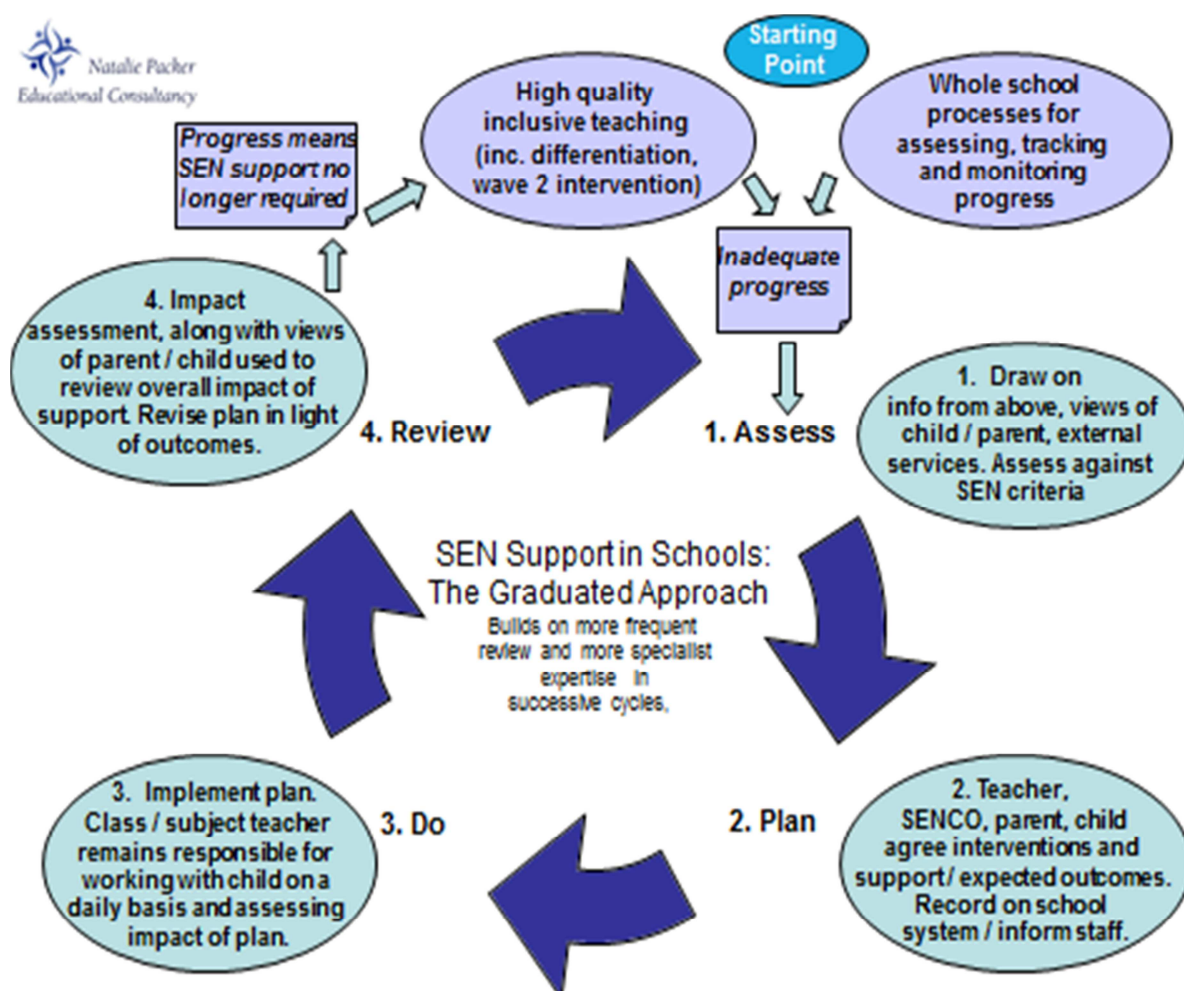 Natalie Packer
Educational Consultancy
Starting
Point
High quality
inclusive teaching
(inc. differentiation,
wave 2 intervention)
Whole school
processes for
assessing, tracking
and monitoring
progress
Progress means
SEN support no
longer required
Inadequate
progress
4. Impact
assessment, along with views
of parent / child used to
review overall impact of
support. Revise plan in light
of outcomes.
4. Review
1. Assess
1. Draw on
info from above, views of
child / parent, external
services. Assess against
SEN criteria
SEN Support in Schools:
The Graduated Approach
Builds on more frequent
review and more specialist
expertise in
successive cycles,
3. Implement plan.
Class / subject teacher
remains responsible for
working with child on a
daily basis and assessing
impact of plan.
3. Do
2. Plan
2. Teacher,
SENCO, parent, child
agree interventions and
support / expected outcomes.
Record on school
system / inform staff.